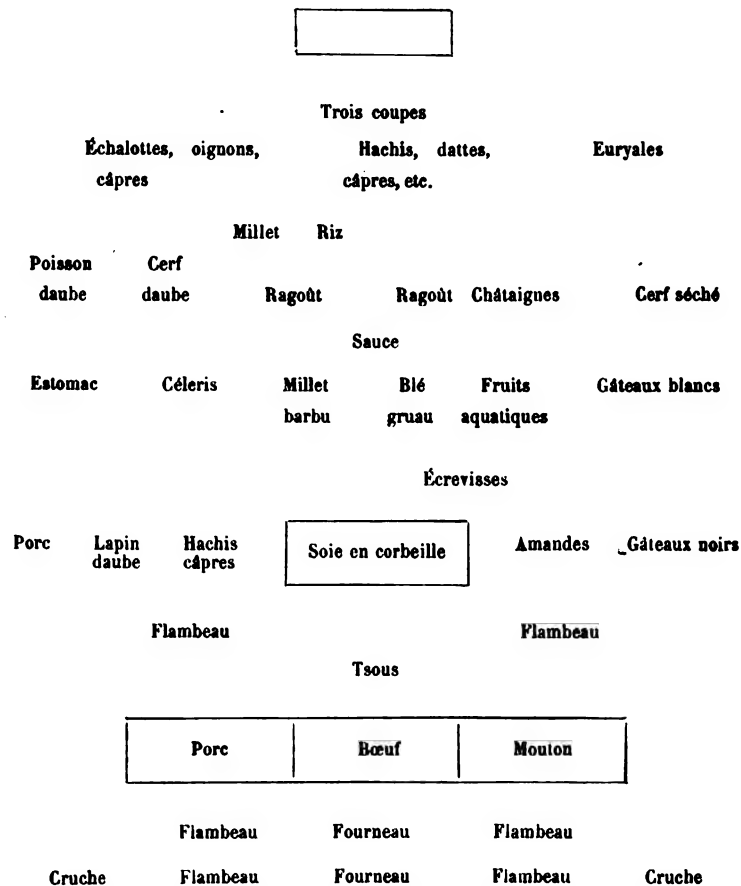 Trois coupes
Échalottes, oignons, Hachis, dattes, Euryales
câpres câpres, etc.
Millet Riz
Poisson Cerf
daube daube Ragoût Ragoût Châtaignes Cerf séché
Sauce
Estomac Céleris Millet Blé Fruits Gâteaux blancs
barbu gruau aquatiques
Écrevisses
Porc Lapin Hachis Soie en corbeille Amandes Gâteaux noirs
daube câpres
Flambeau Flambeau
Tsous
Porc Bœuf Mouton
Flambeau Fourneau Flambeau
Cruche Flambeau Fourneau Flambeau Cruche